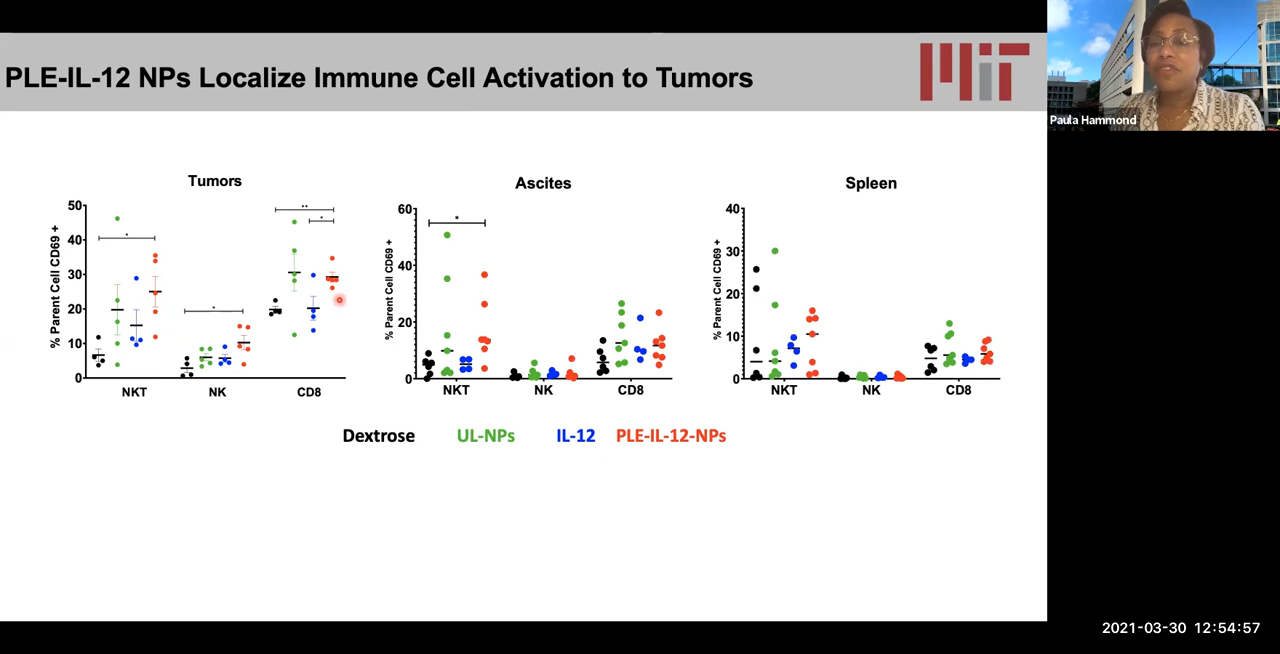 PLE-IL-12 NPs Localize Immune Cell Activation to Tumors
MIT
Paula Hammond
Tumors
% Parent Cell CD69 +
50
40
30
20
10
0
*
*
**
*
NKT NK CD8
Ascites
% Parent Cell CD69 +
60
40
20
0
*
NKT NK CD8
Spleen
% Parent Cell CD69 +
40
30
20
10
0
NKT NK CD8
Dextrose UL-NPs IL-12 PLE-IL-12-NPs
2021-03-30 12:54:57